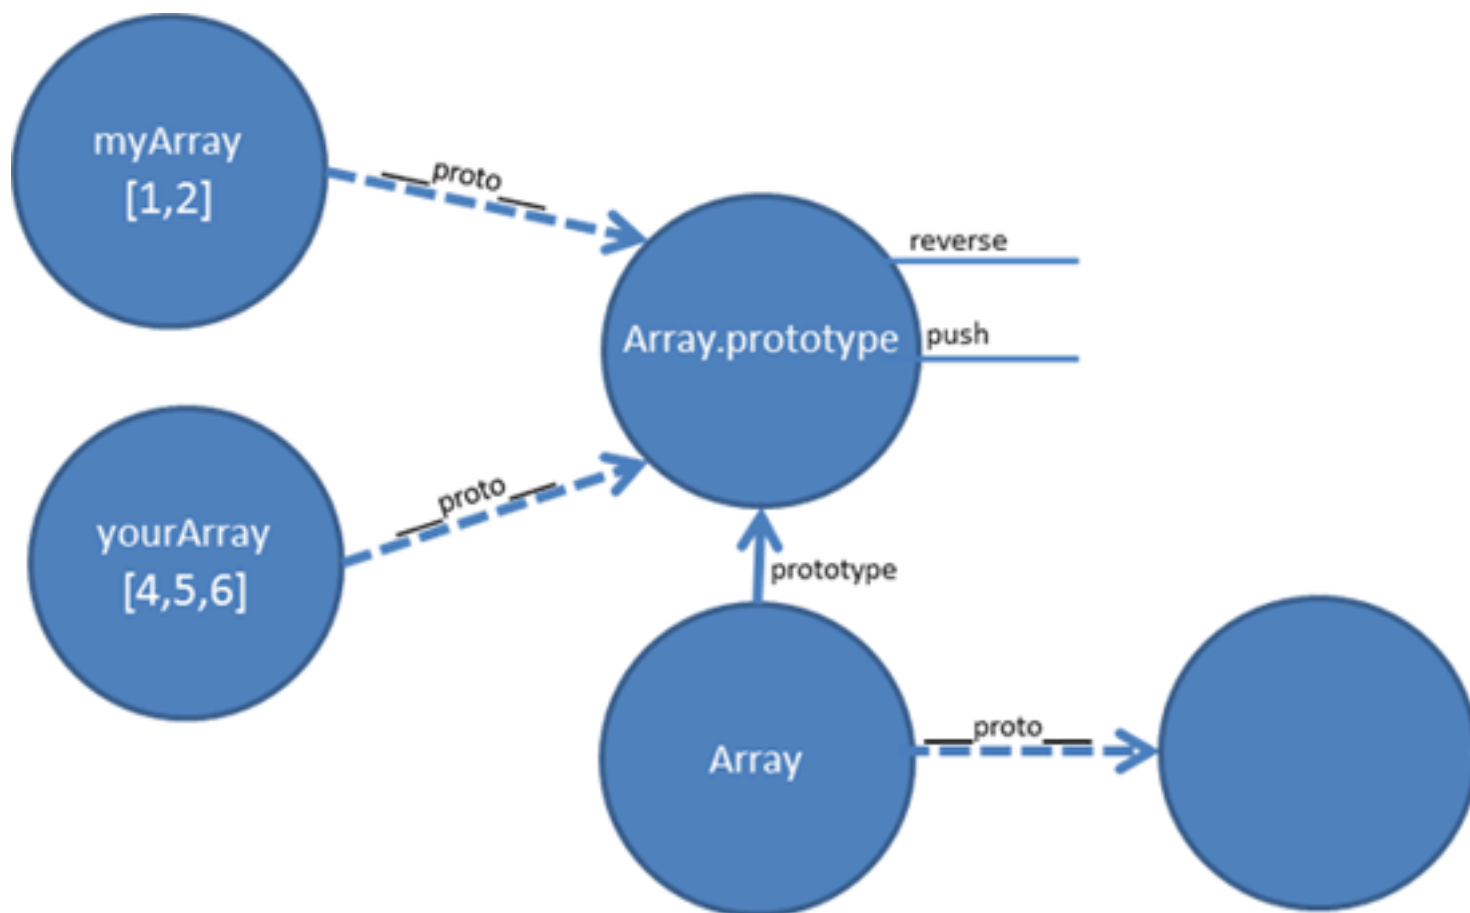 myArray
[1,2]
__proto__
reverse
Array.prototype
push
__proto__
yourArray
[4,5,6]
prototype
Array
__proto__